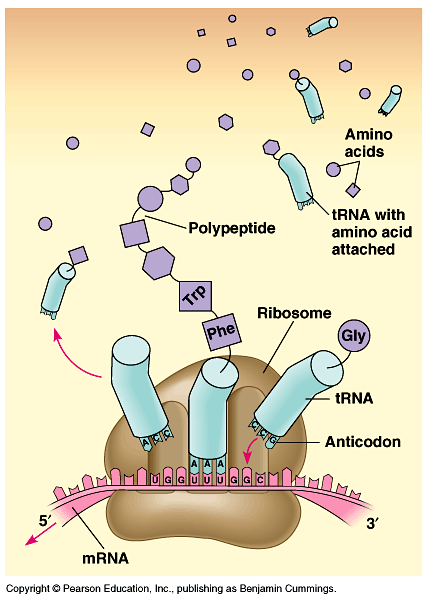 Amino
acids
Polypeptide
tRNA with
amino acid
attached
Trp
Phe
Ribosome
Gly
tRNA
Anticodon
A C C
A A A
C C G
U G G U U U G G C
5′
3′
mRNA
Copyright © Pearson Education, Inc., publishing as Benjamin Cummings.